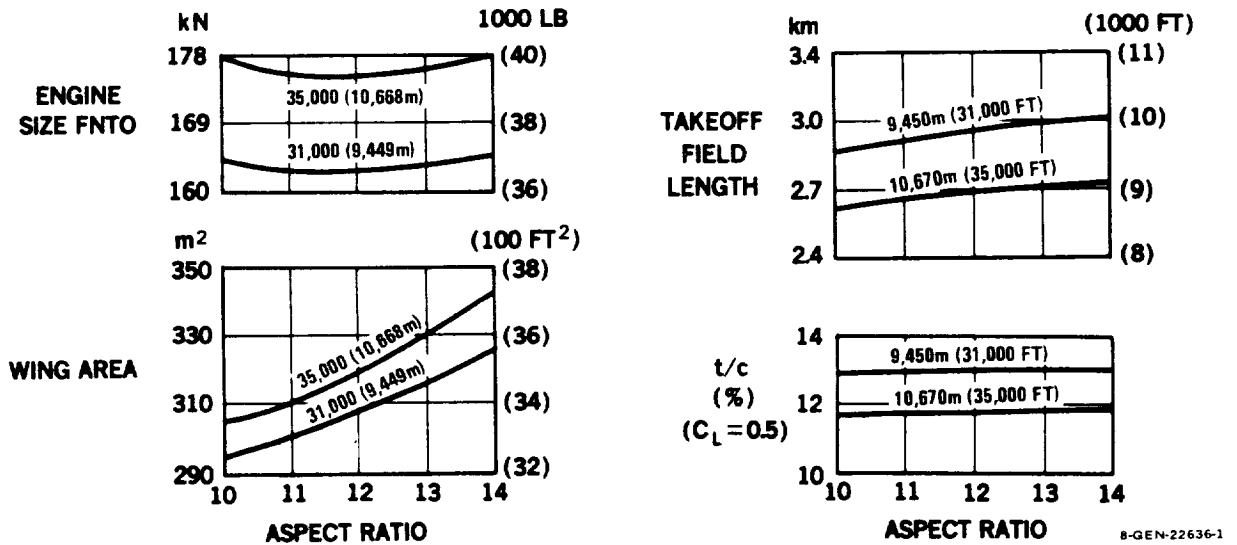 kN 1000 LB
178 (40)
35,000 (10,668m)
ENGINE
SIZE FNTO
169 (38)
31,000 (9,449m)
160 (36)
m² (100 FT²)
350 (38)
330 (36)
35,000 (10,668m)
WING AREA
310 (34)
31,000 (9,449m)
290 (32)
10 11 12 13 14
ASPECT RATIO
km (1000 FT)
3.4 (11)
9,450m (31,000 FT)
TAKEOFF
FIELD
LENGTH
3.0 (10)
10,670m (35,000 FT)
2.7 (9)
2.4 (8)
14
9,450m (31,000 FT)
t/c
(%)
(C_L = 0.5)
12
10,670m (35,000 FT)
10
10 11 12 13 14
ASPECT RATIO
8-GEN-22636-1